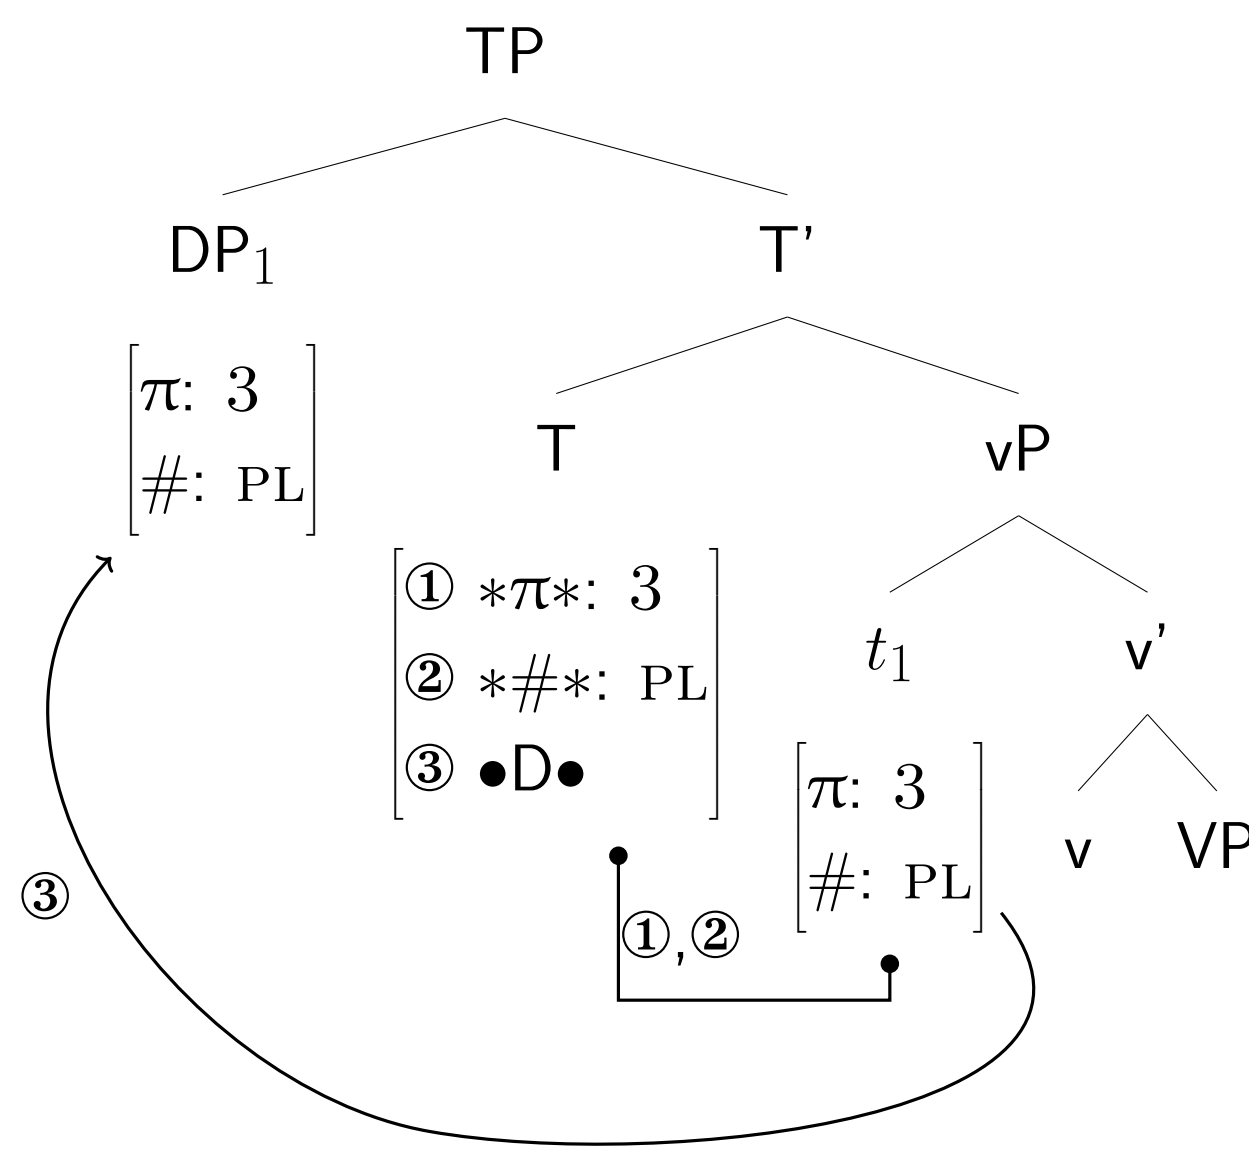 TP
DP₁ T'
π: 3
#: PL
T vP
① *π*: 3
② *#*: PL
③ •D•
t₁ v'
π: 3
#: PL
v VP
③
①,②